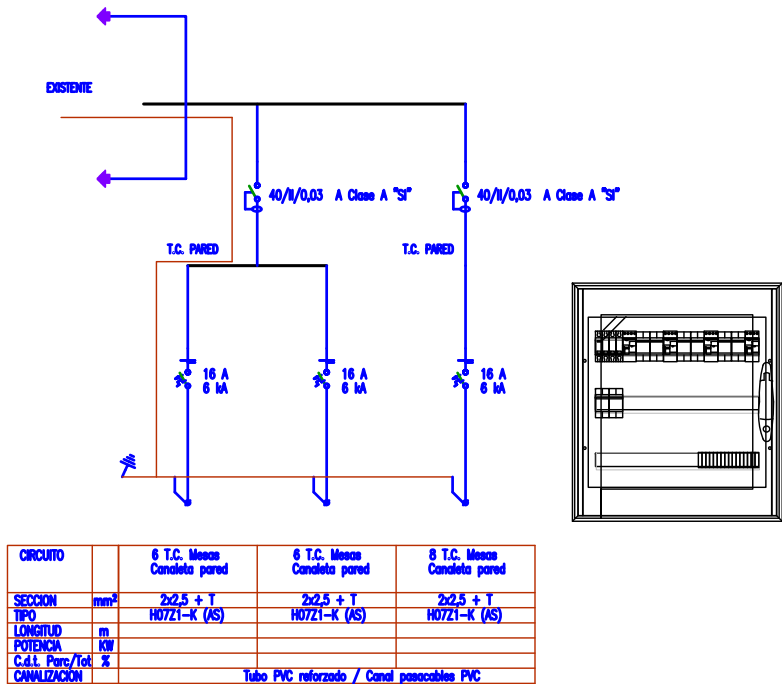 EXISTENTE
40/II/0,03 A Clase A "SI"
40/II/0,03 A Clase A "SI"
T.C. PARED
T.C. PARED
16 A
6 kA
16 A
6 kA
16 A
6 kA
CIRCUITO 6 T.C. Mesas 6 T.C. Mesas 8 T.C. Mesas
Canaleta pared Canaleta pared Canaleta pared
SECCION mm² 2x2,5 + T 2x2,5 + T 2x2,5 + T
TIPO H07Z1-K (AS) H07Z1-K (AS) H07Z1-K (AS)
LONGITUD m
POTENCIA KW
C.d.t. Parc/Tot %
CANALIZACIÓN Tubo PVC reforzado / Canal pasacables PVC